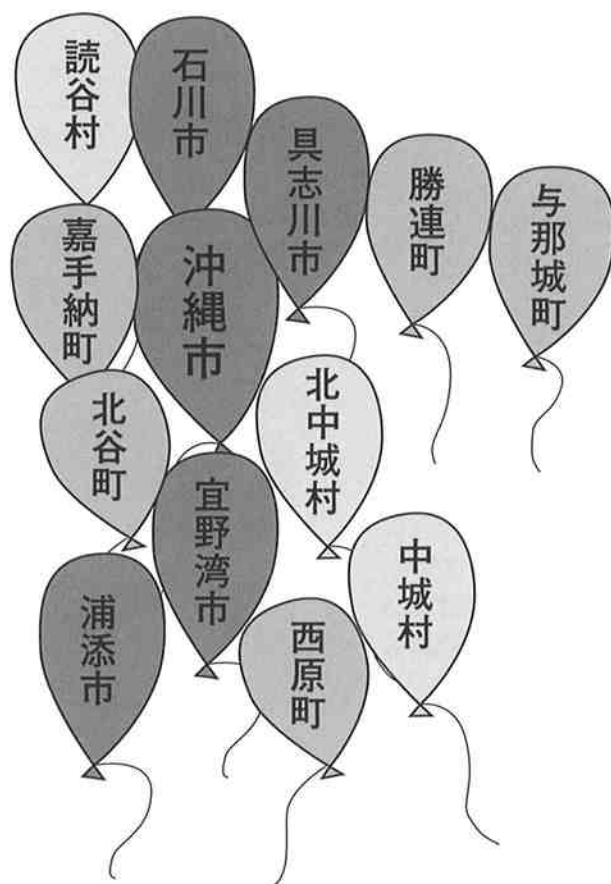 読谷村
石川市
具志川市
勝連町
与那城町
嘉手納町
沖縄市
北谷町
北中城村
宜野湾市
中城村
浦添市
西原町